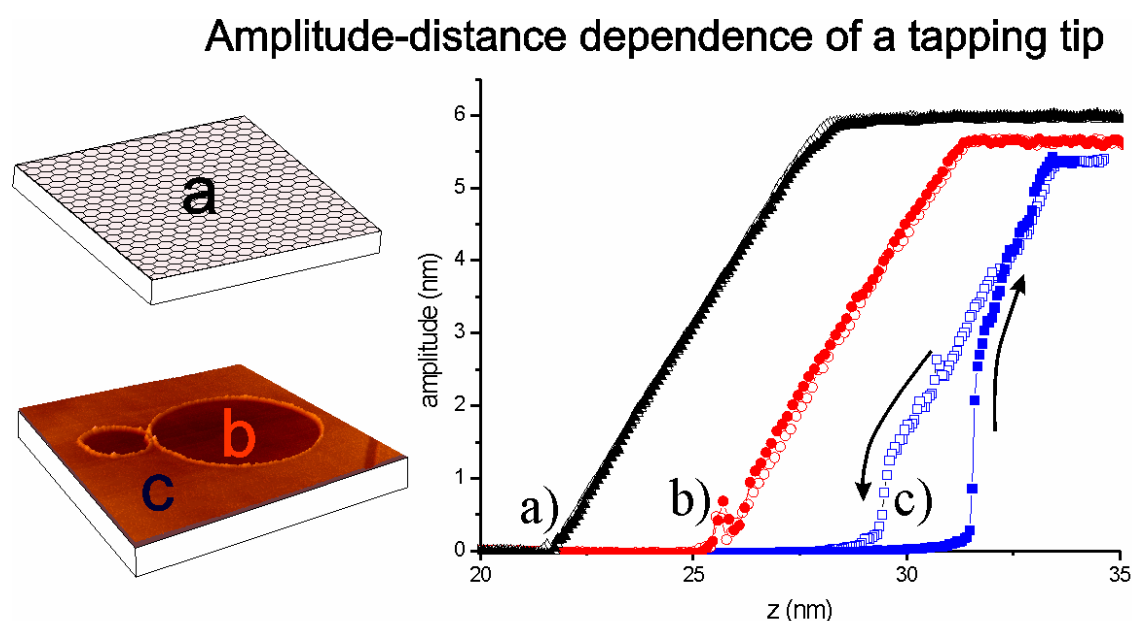 Amplitude-distance dependence of a tapping tip
a
b
c
amplitude (nm)
6
5
4
3
2
1
0
a)
b)
c)
20
25
30
35
z (nm)